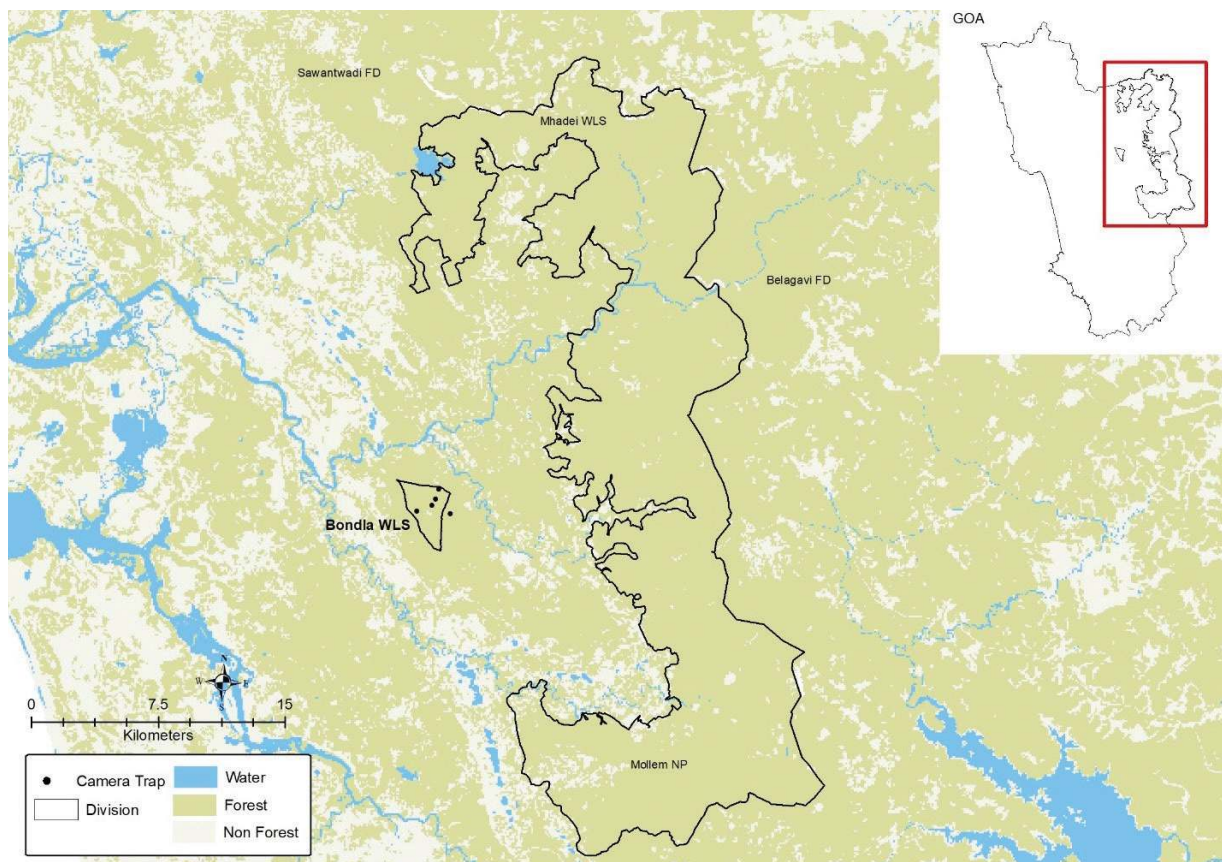 GOA
Sawantwadi FD
Mhadei WLS
Belagavi FD
Bondla WLS
Mollem NP
N
W E
S
0 7.5 15
Kilometers
Camera Trap
Division
Water
Forest
Non Forest